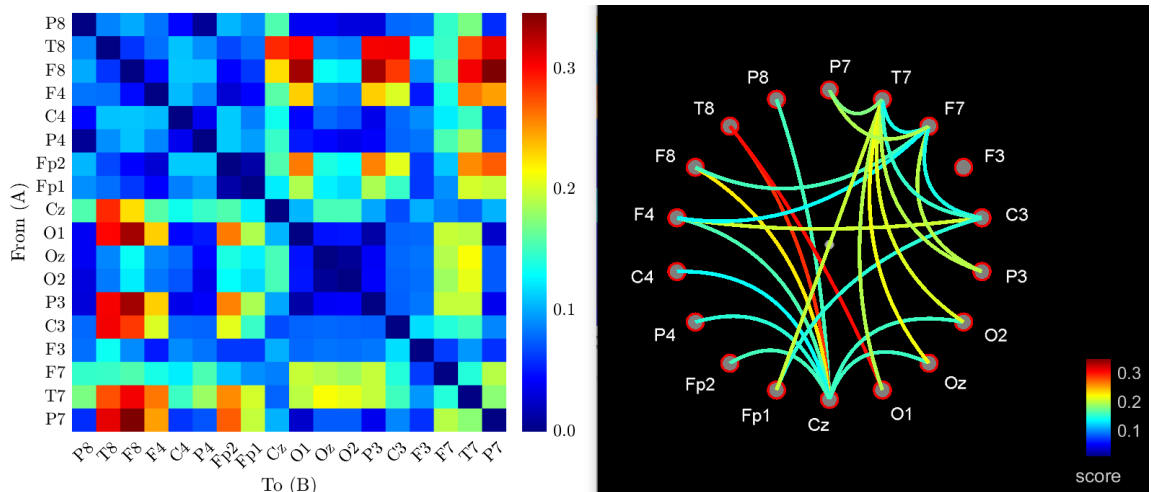 P8
T8
F8
F4
C4
P4
Fp2
Fp1
Cz
O1
Oz
O2
P3
C3
F3
F7
T7
P7
From (A)
P8 T8 F8 F4 C4 P4 Fp2 Fp1 Cz O1 Oz O2 P3 C3 F3 F7 T7 P7
To (B)
0.3
0.2
0.1
0.0
P7
T7
P8
F7
T8
F8
F3
F4
C3
C4
P3
P4
O2
Fp2
Oz
Fp1
O1
Cz
0.3
0.2
0.1
score